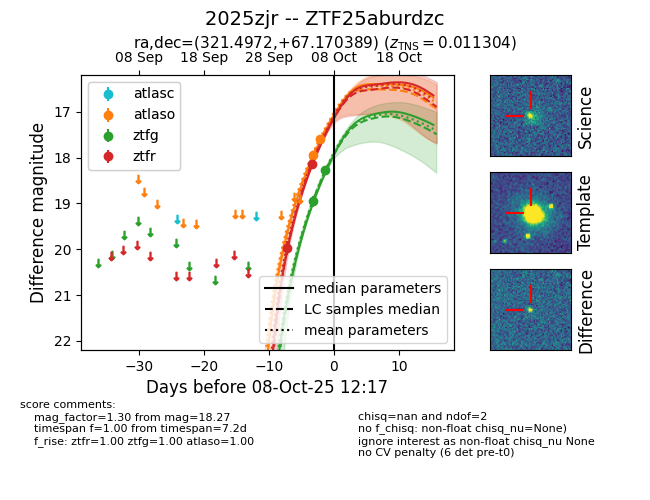 2025zjr -- ZTF25aburdzc
ra,dec=(321.4972,+67.170389) (zTNS = 0.011304)
08 Sep 18 Sep 28 Sep 08 Oct 18 Oct
atlasc
atlaso
ztfg
ztfr
17
18
19
20
21
22
Difference magnitude
median parameters
LC samples median
mean parameters
−30 −20 −10 0 10
Days before 08-Oct-25 12:17
Science
Template
Difference
score comments:
mag_factor=1.30 from mag=18.27
timespan f=1.00 from timespan=7.2d
f_rise: ztfr=1.00 ztfg=1.00 atlaso=1.00
chisq=nan and ndof=2
no f_chisq: non-float chisq_nu=None)
ignore interest as non-float chisq_nu None
no CV penalty (6 det pre-t0)